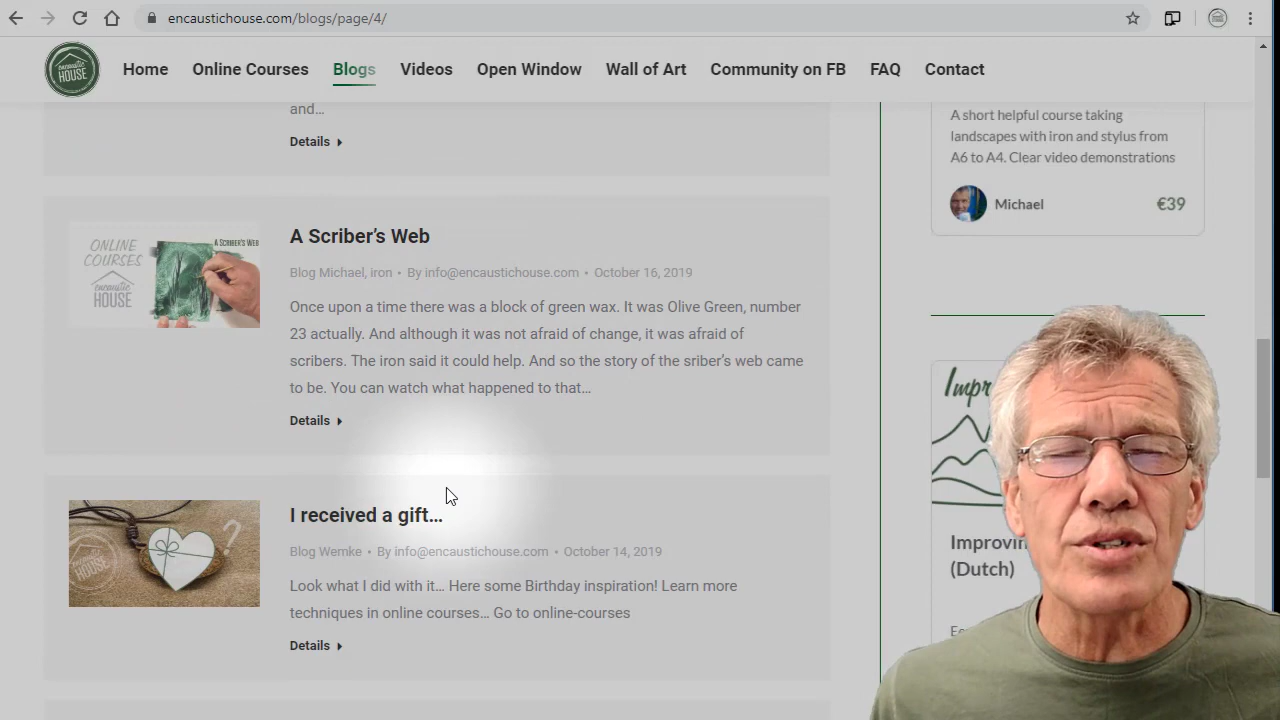 encaustichouse.com/blogs/page/4/
encaustic
HOUSE
Home Online Courses Blogs Videos Open Window Wall of Art Community on FB FAQ Contact
and…
Details
A Scriber’s Web
Blog Michael, iron • By info@encaustichouse.com • October 16, 2019
Once upon a time there was a block of green wax. It was Olive Green, number
23 actually. And although it was not afraid of change, it was afraid of
scribers. The iron said it could help. And so the story of the sriber’s web came
to be. You can watch what happened to that…
Details
ONLINE
COURSES
encaustic
HOUSE
A SCRIBER'S WEB
I received a gift…
Blog Wemke • By info@encaustichouse.com • October 14, 2019
Look what I did with it… Here some Birthday inspiration! Learn more
techniques in online courses… Go to online-courses
Details
encaustic
HOUSE
?
A short helpful course taking
landscapes with iron and stylus from
A6 to A4. Clear video demonstrations
Michael €39
Impr
Improvin
(Dutch)